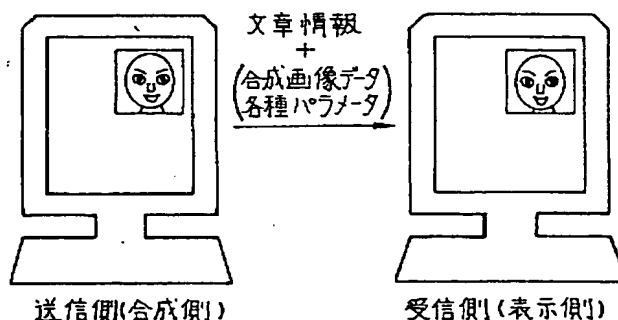 文章情報
+
(合成画像データ
各種パラメータ)
送信側(合成側)
受信側(表示側)